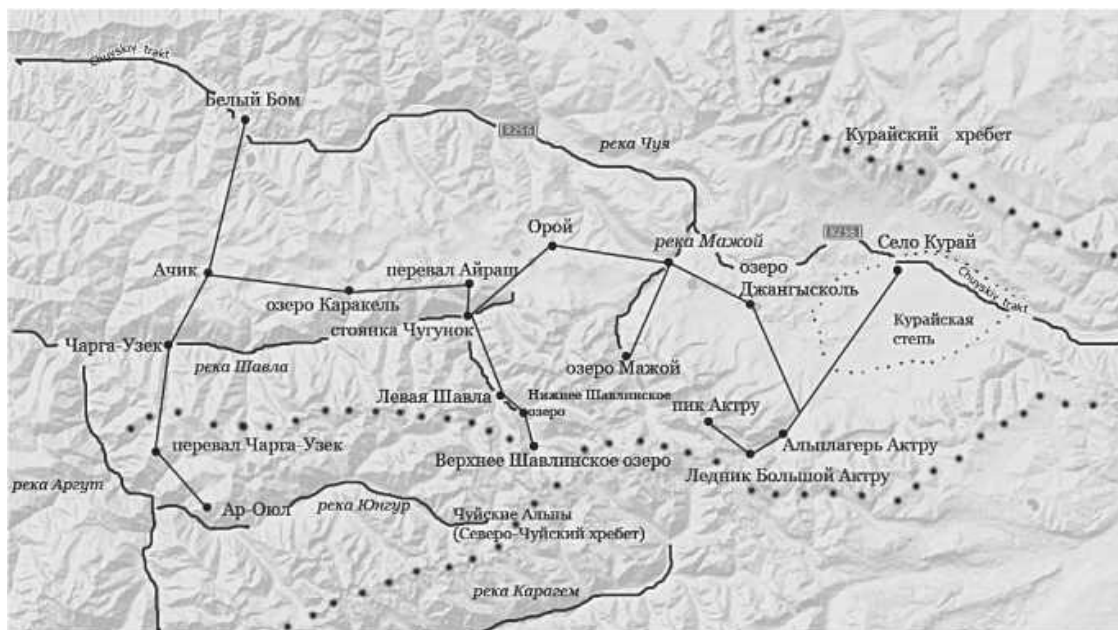 Chuyskiy trakt
Белый Бом
река Чуя
Курайский хребет
Орой
река Мажой
Село Курай
Ачик
перевал Айраш
озеро
Джангысколь
озеро Каракель
Chuyskiy trakt
стоянка Чугунок
Курайская
степь
Чарга-Узек
река Шавла
озеро Мажой
Левая Шавла
Нижнее Шавлинское
озеро
пик Актру
перевал Чарга-Узек
Верхнее Шавлинское озеро
Альплагерь Актру
Ледник Большой Актру
река Аргут
Ар-Оюл
река Юнгур
Чуйские Альпы
(Северо-Чуйский хребет)
река Карагем